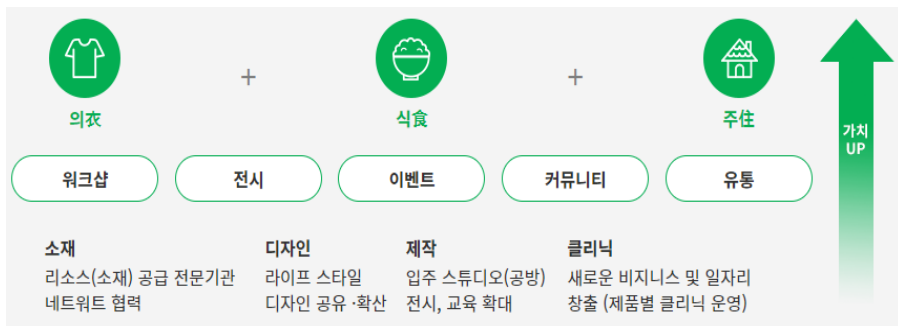 의衣
+
식食
+
주住
가치
UP
워크샵
전시
이벤트
커뮤니티
유통
소재
리소스(소재) 공급 전문기관
네트워트 협력
디자인
라이프 스타일
디자인 공유 ·확산
제작
입주 스튜디오(공방)
전시, 교육 확대
클리닉
새로운 비지니스 및 일자리
창출 (제품별 클리닉 운영)